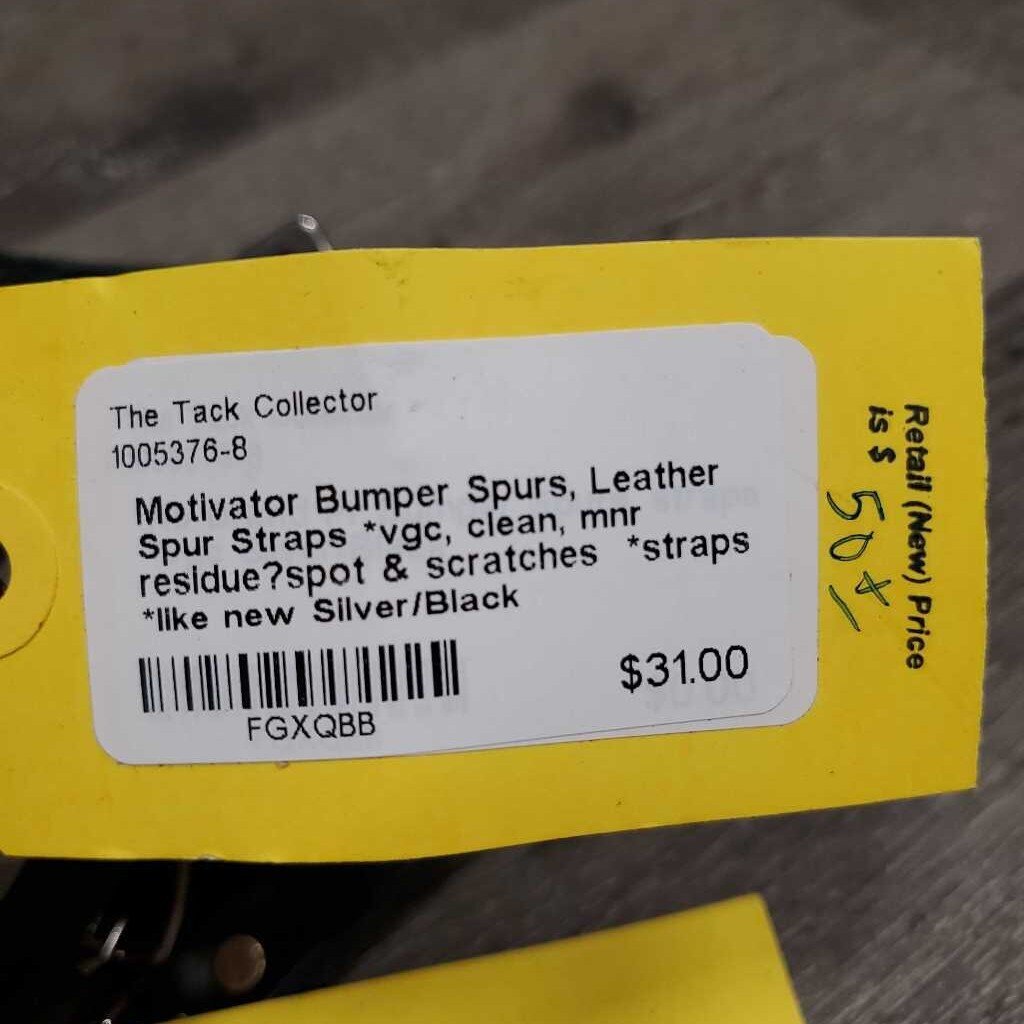 The Tack Collector
1005376-8
Motivator Bumper Spurs, Leather
Spur Straps *vgc, clean, mnr
residue?spot & scratches *straps
*like new Silver/Black
$31.00
FGXQBB
Retail (New) Price
is $
50+